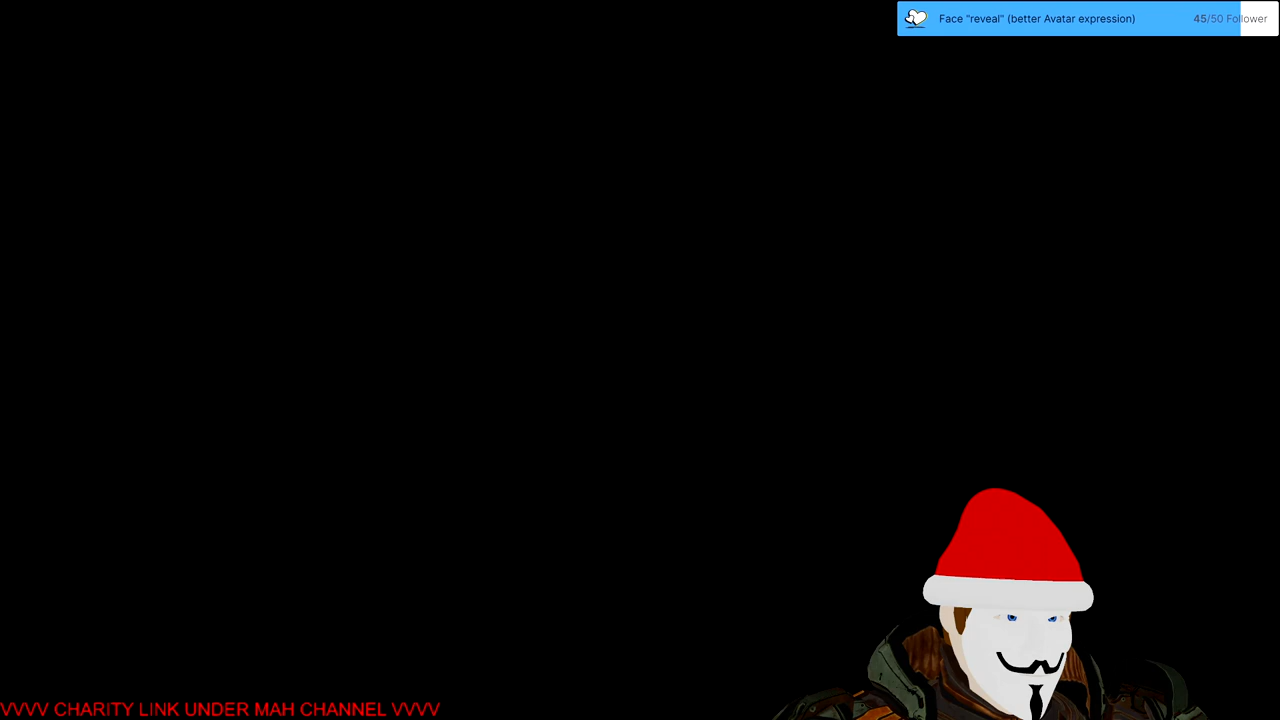 Face "reveal" (better Avatar expression) 45/50 Follower
VVVV CHARITY LINK UNDER MAH CHANNEL VVVV